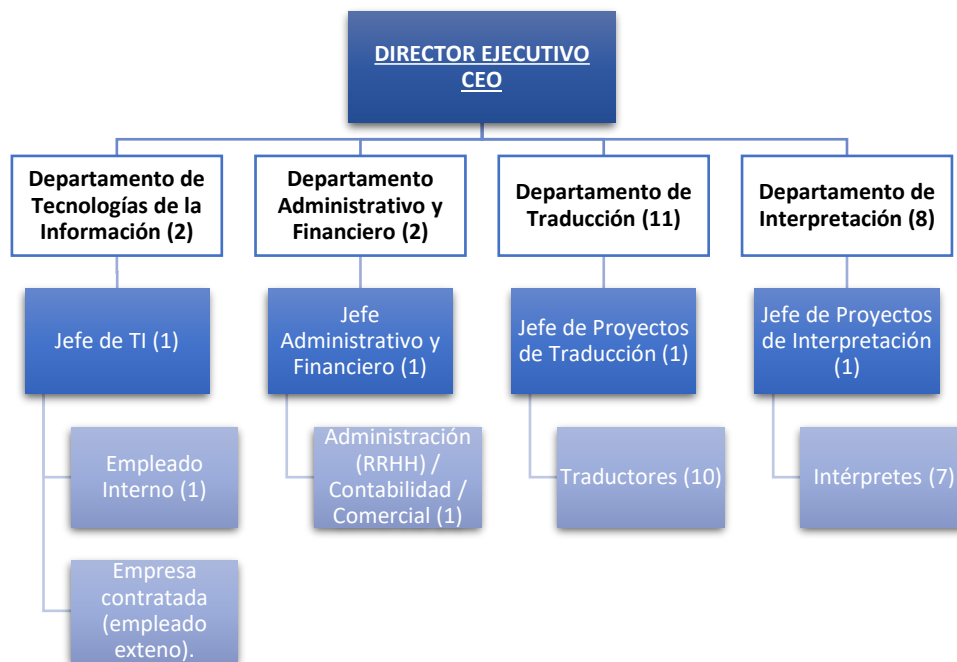 DIRECTOR EJECUTIVO
CEO
Departamento de
Tecnologías de la
Información (2)
Departamento
Administrativo y
Financiero (2)
Departamento de
Traducción (11)
Departamento de
Interpretación (8)
Jefe de TI (1)
Jefe
Administrativo y
Financiero (1)
Jefe de Proyectos
de Traducción (1)
Jefe de Proyectos
de Interpretación
(1)
Empleado
Interno (1)
Administración
(RRHH) /
Contabilidad /
Comercial (1)
Traductores (10)
Intérpretes (7)
Empresa
contratada
(empleado
exteno).